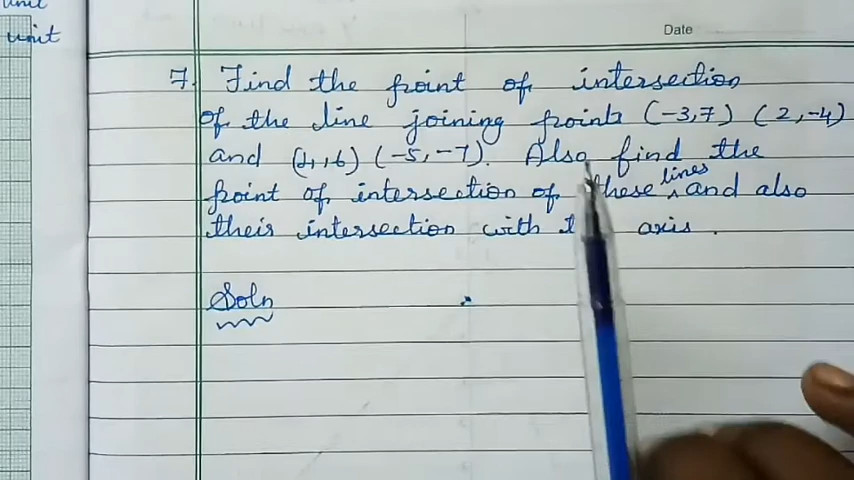 unit
unit
Date
7. Find the point of intersection
of the line joining points (-3,7) (2,-4)
and (4,6) (-5,-7). Also find the
lines
point of intersection of these ^ and also
their intersection with axis.
Soln